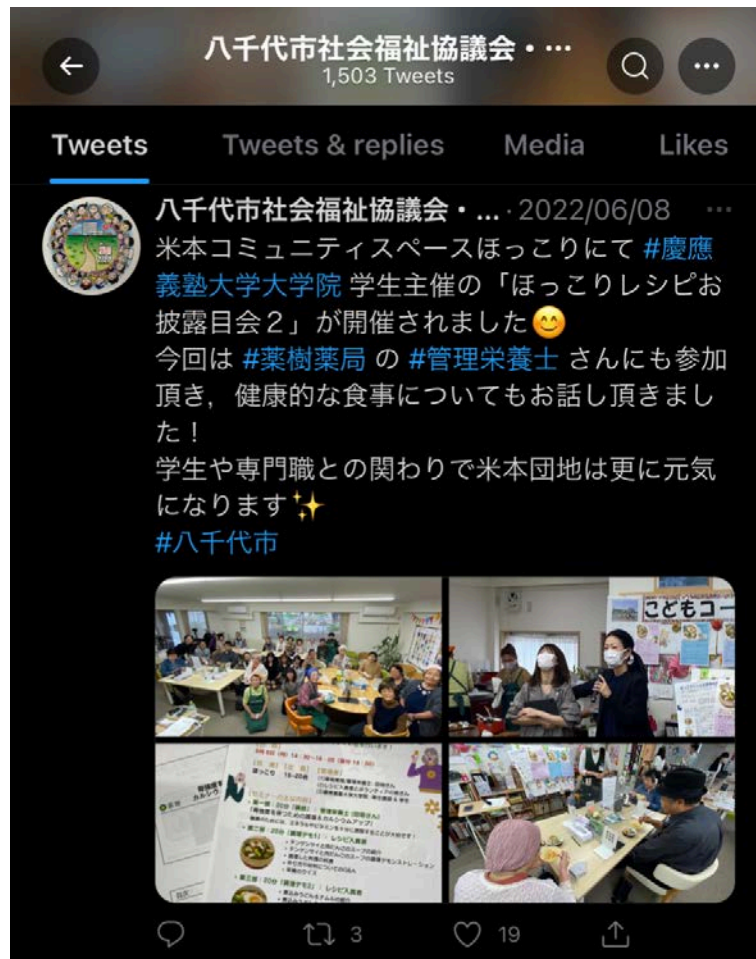 八千代市社会福祉協議会・…
1,503 Tweets
Tweets Tweets & replies Media Likes
八千代市社会福祉協議会・... · 2022/06/08
米本コミュニティスペースほっこりにて #慶應
義塾大学大学院 学生主催の「ほっこりレシピお
披露目会２」が開催されました😊
今回は #薬樹薬局 の #管理栄養士 さんにも参加
頂き，健康的な食事についてもお話し頂きまし
た！
学生や専門職との関わりで米本団地は更に元気
になります✨
#八千代市
こどもコー
3 19